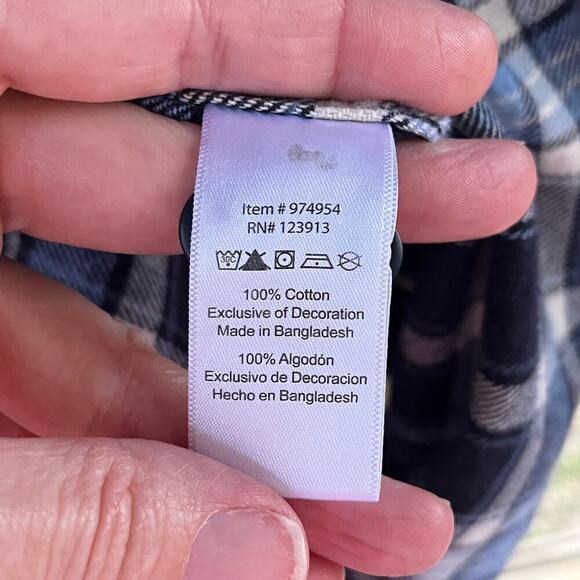 Item # 974954
RN# 123913
30C
100% Cotton
Exclusive of Decoration
Made in Bangladesh
100% Algodón
Exclusivo de Decoracion
Hecho en Bangladesh